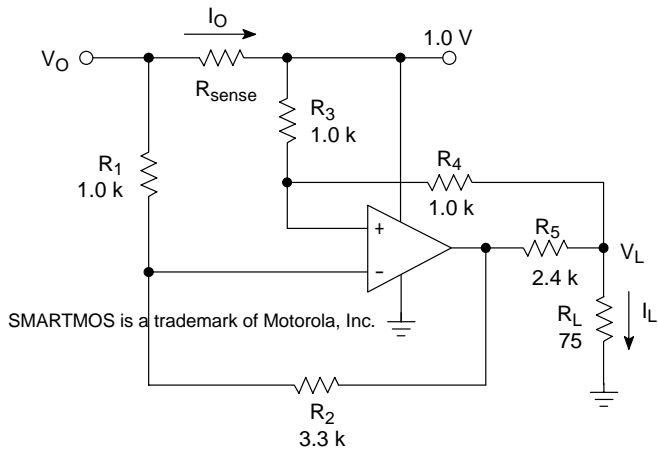 I_O
V_O
R_sense
1.0 V
R_3
1.0 k
R_1
1.0 k
R_4
1.0 k
+
-
R_5
2.4 k
V_L
SMARTMOS is a trademark of Motorola, Inc.
R_L
75
I_L
R_2
3.3 k